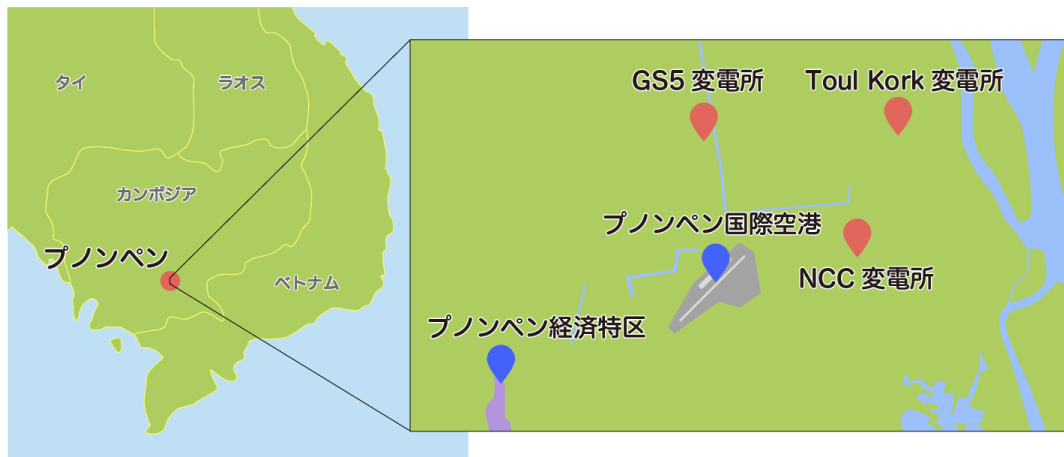 タイ
ラオス
カンボジア
プノンペン
ベトナム
GS5 変電所
Toul Kork 変電所
プノンペン国際空港
NCC 変電所
プノンペン経済特区